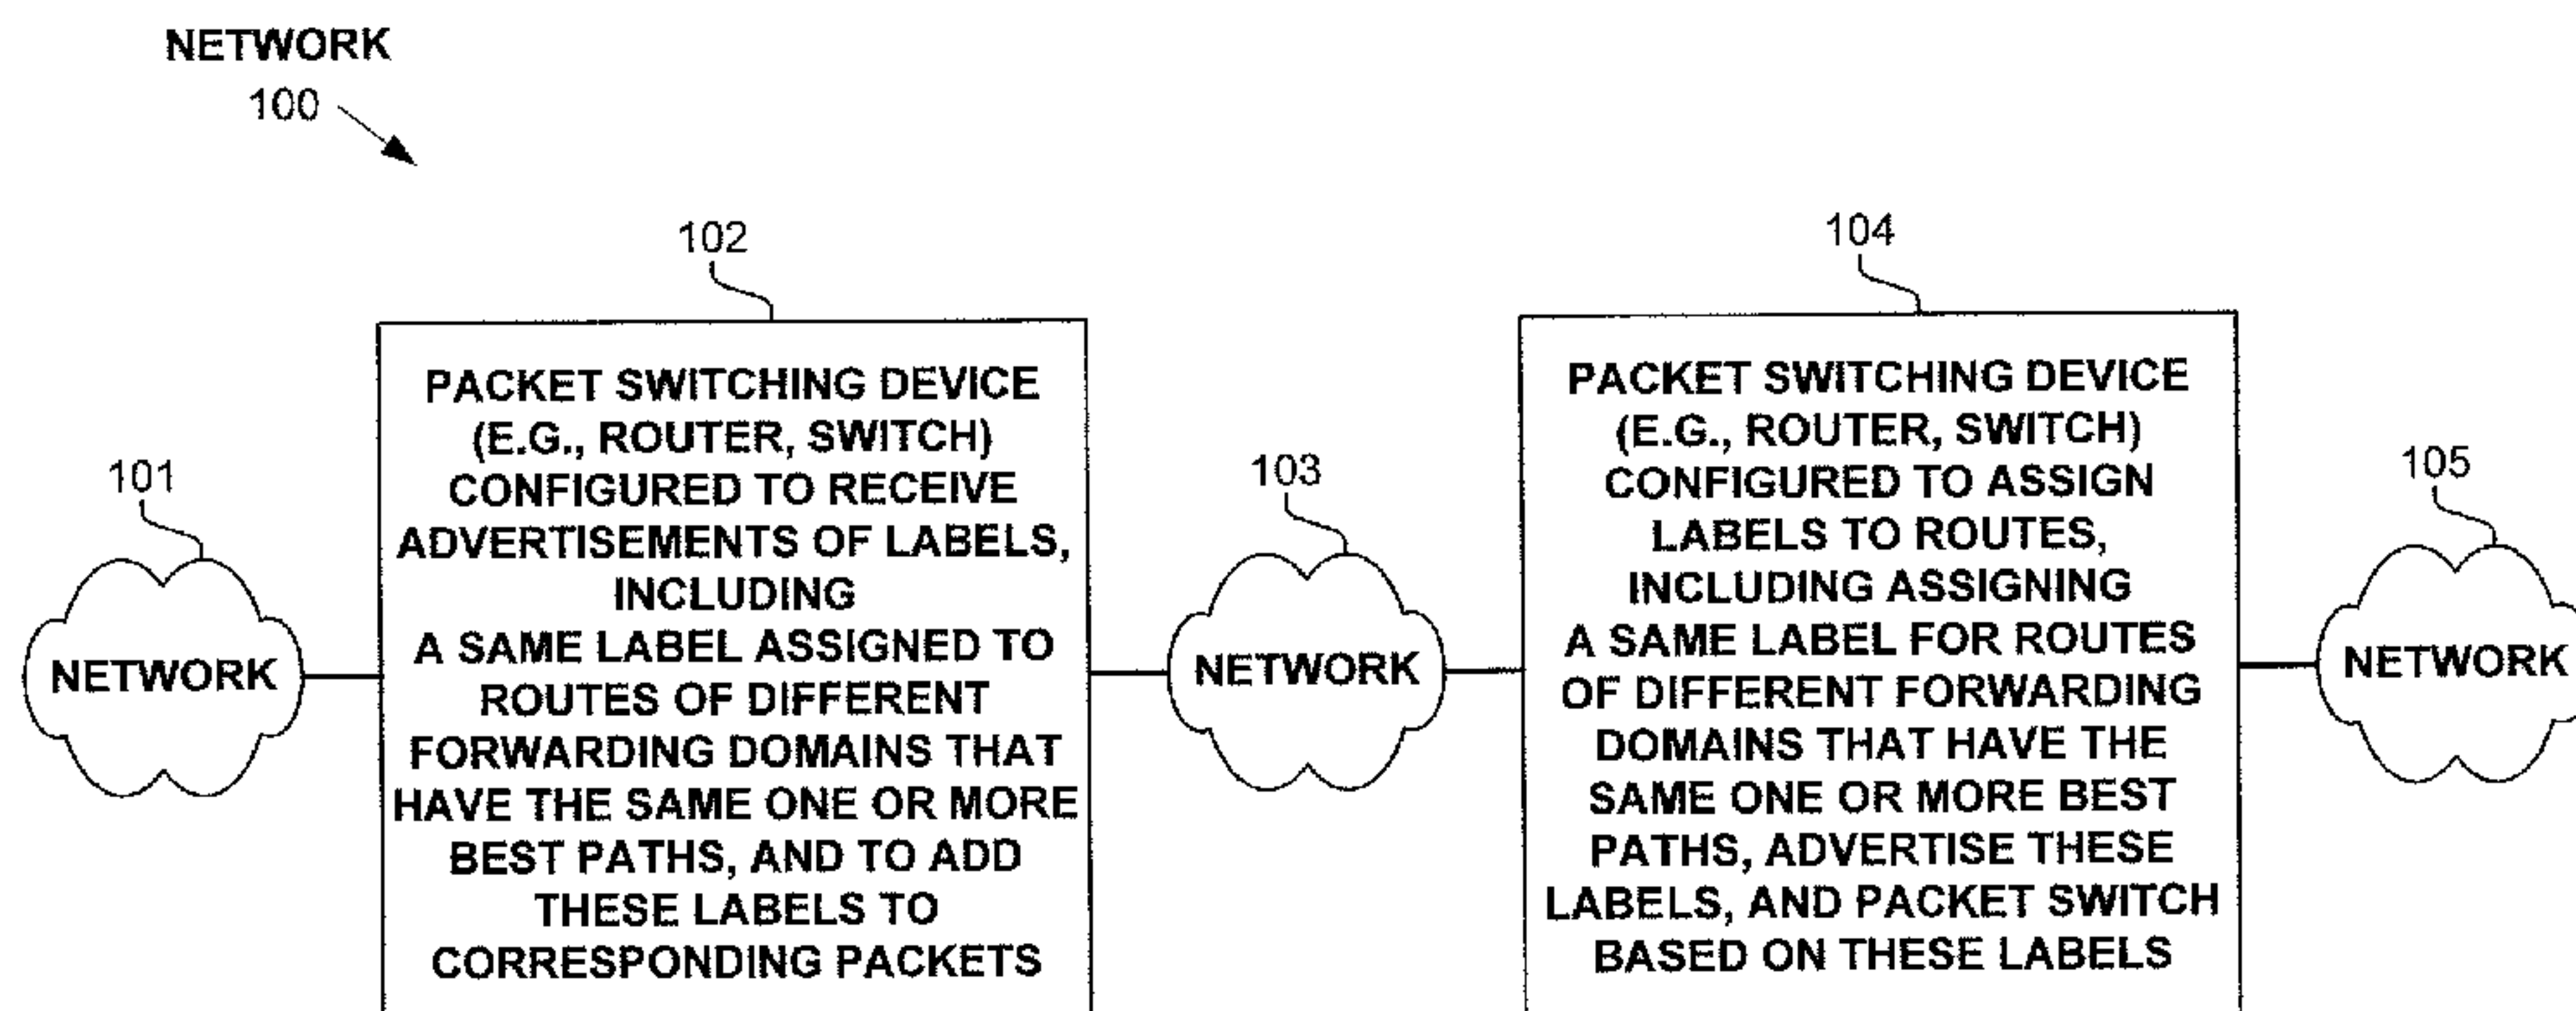 NETWORK
100
102
PACKET SWITCHING DEVICE
(E.G., ROUTER, SWITCH)
CONFIGURED TO RECEIVE
ADVERTISEMENTS OF LABELS,
INCLUDING
A SAME LABEL ASSIGNED TO
ROUTES OF DIFFERENT
FORWARDING DOMAINS THAT
HAVE THE SAME ONE OR MORE
BEST PATHS, AND TO ADD
THESE LABELS TO
CORRESPONDING PACKETS
104
PACKET SWITCHING DEVICE
(E.G., ROUTER, SWITCH)
CONFIGURED TO ASSIGN
LABELS TO ROUTES,
INCLUDING ASSIGNING
A SAME LABEL FOR ROUTES
OF DIFFERENT FORWARDING
DOMAINS THAT HAVE THE
SAME ONE OR MORE BEST
PATHS, ADVERTISE THESE
LABELS, AND PACKET SWITCH
BASED ON THESE LABELS
101
NETWORK
103
NETWORK
105
NETWORK